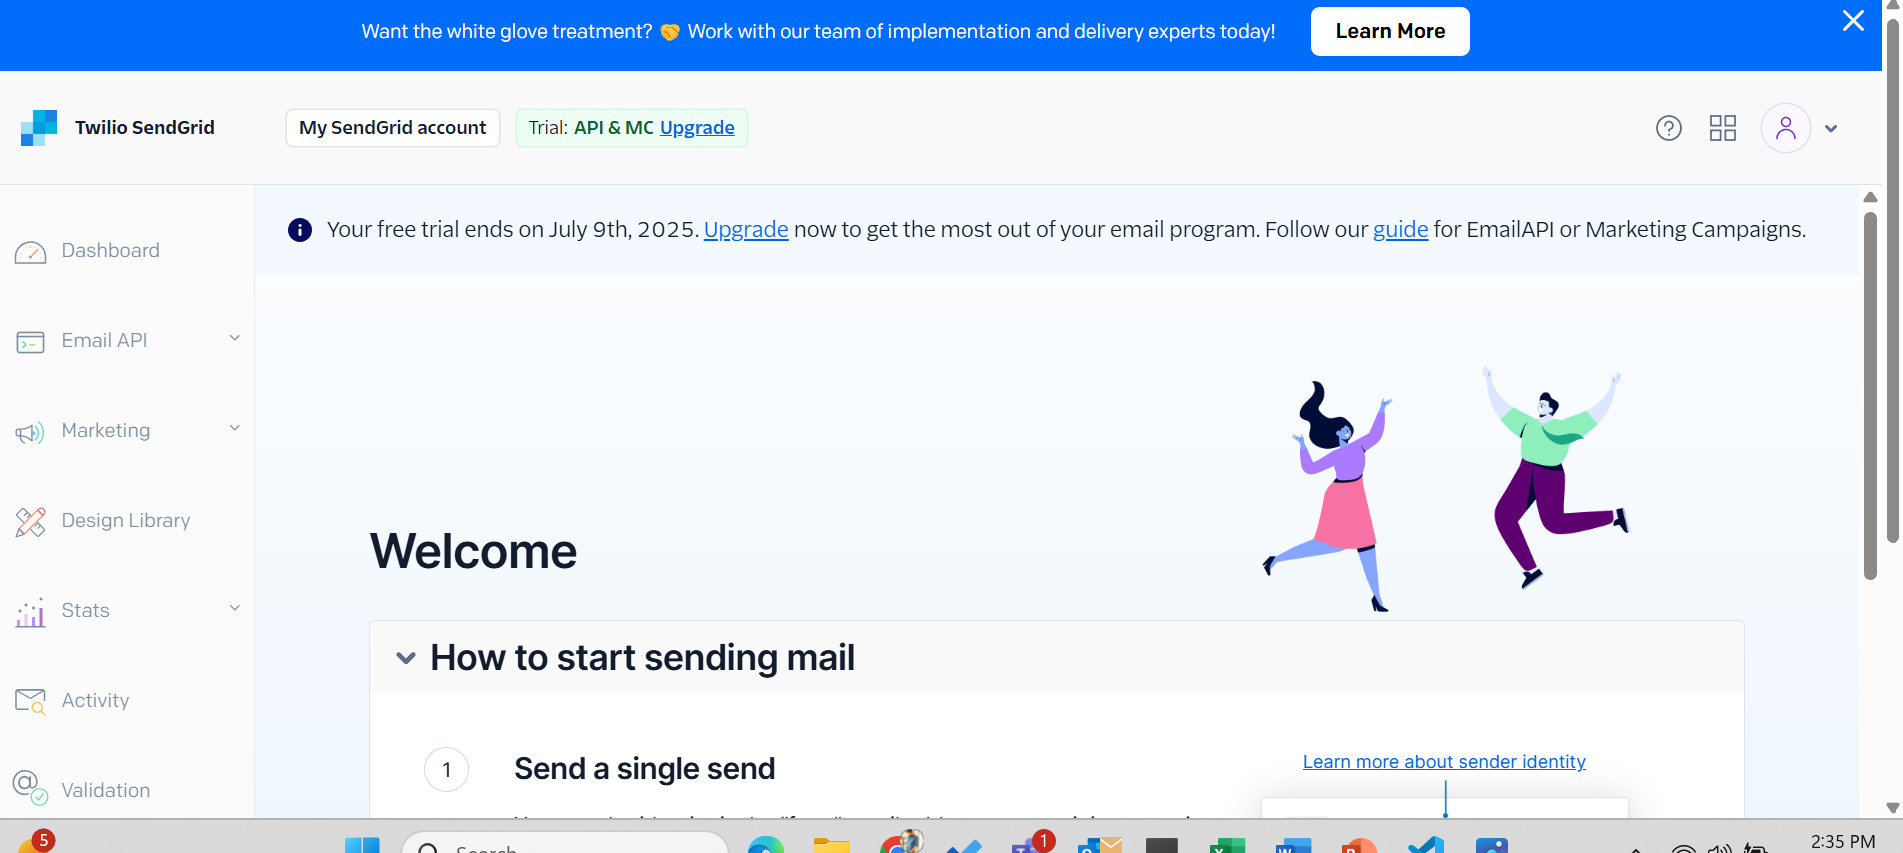 Want the white glove treatment? 🤝 Work with our team of implementation and delivery experts today!
Learn More
Twilio SendGrid
My SendGrid account
Trial: API & MC Upgrade
Your free trial ends on July 9th, 2025. Upgrade now to get the most out of your email program. Follow our guide for EmailAPI or Marketing Campaigns.
Dashboard
Email API
Marketing
Design Library
Stats
Activity
Validation
Welcome
How to start sending mail
1
Send a single send
Learn more about sender identity
5
Search
1
2:35 PM